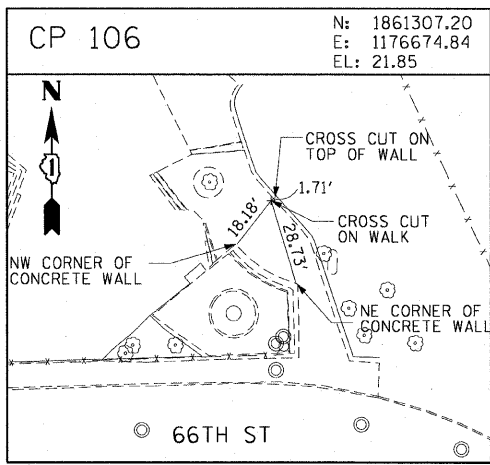 CP 106
N: 1861307.20
E: 1176674.84
EL: 21.85
N
1
CROSS CUT ON
TOP OF WALL
1.71'
18.18'
CROSS CUT
ON WALK
28.73'
NW CORNER OF
CONCRETE WALL
NE CORNER OF
CONCRETE WALL
66TH ST